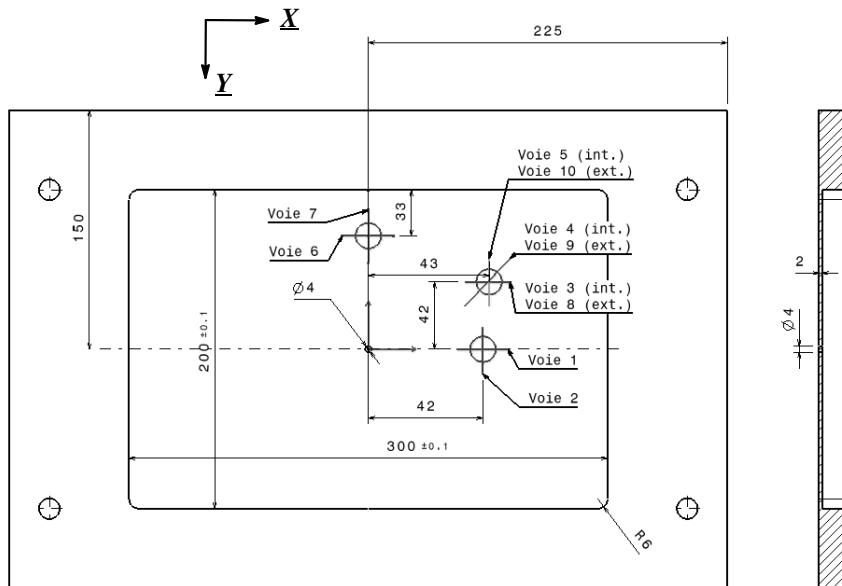 X
Y
225
Voie 5 (int.)
Voie 10 (ext.)
150
Voie 7
33
Voie 4 (int.)
Voie 9 (ext.)
Voie 6
43
2
Voie 3 (int.)
Voie 8 (ext.)
Ø4
42
Ø4
200 ±0.1
Voie 1
42
Voie 2
300 ±0.1
R6